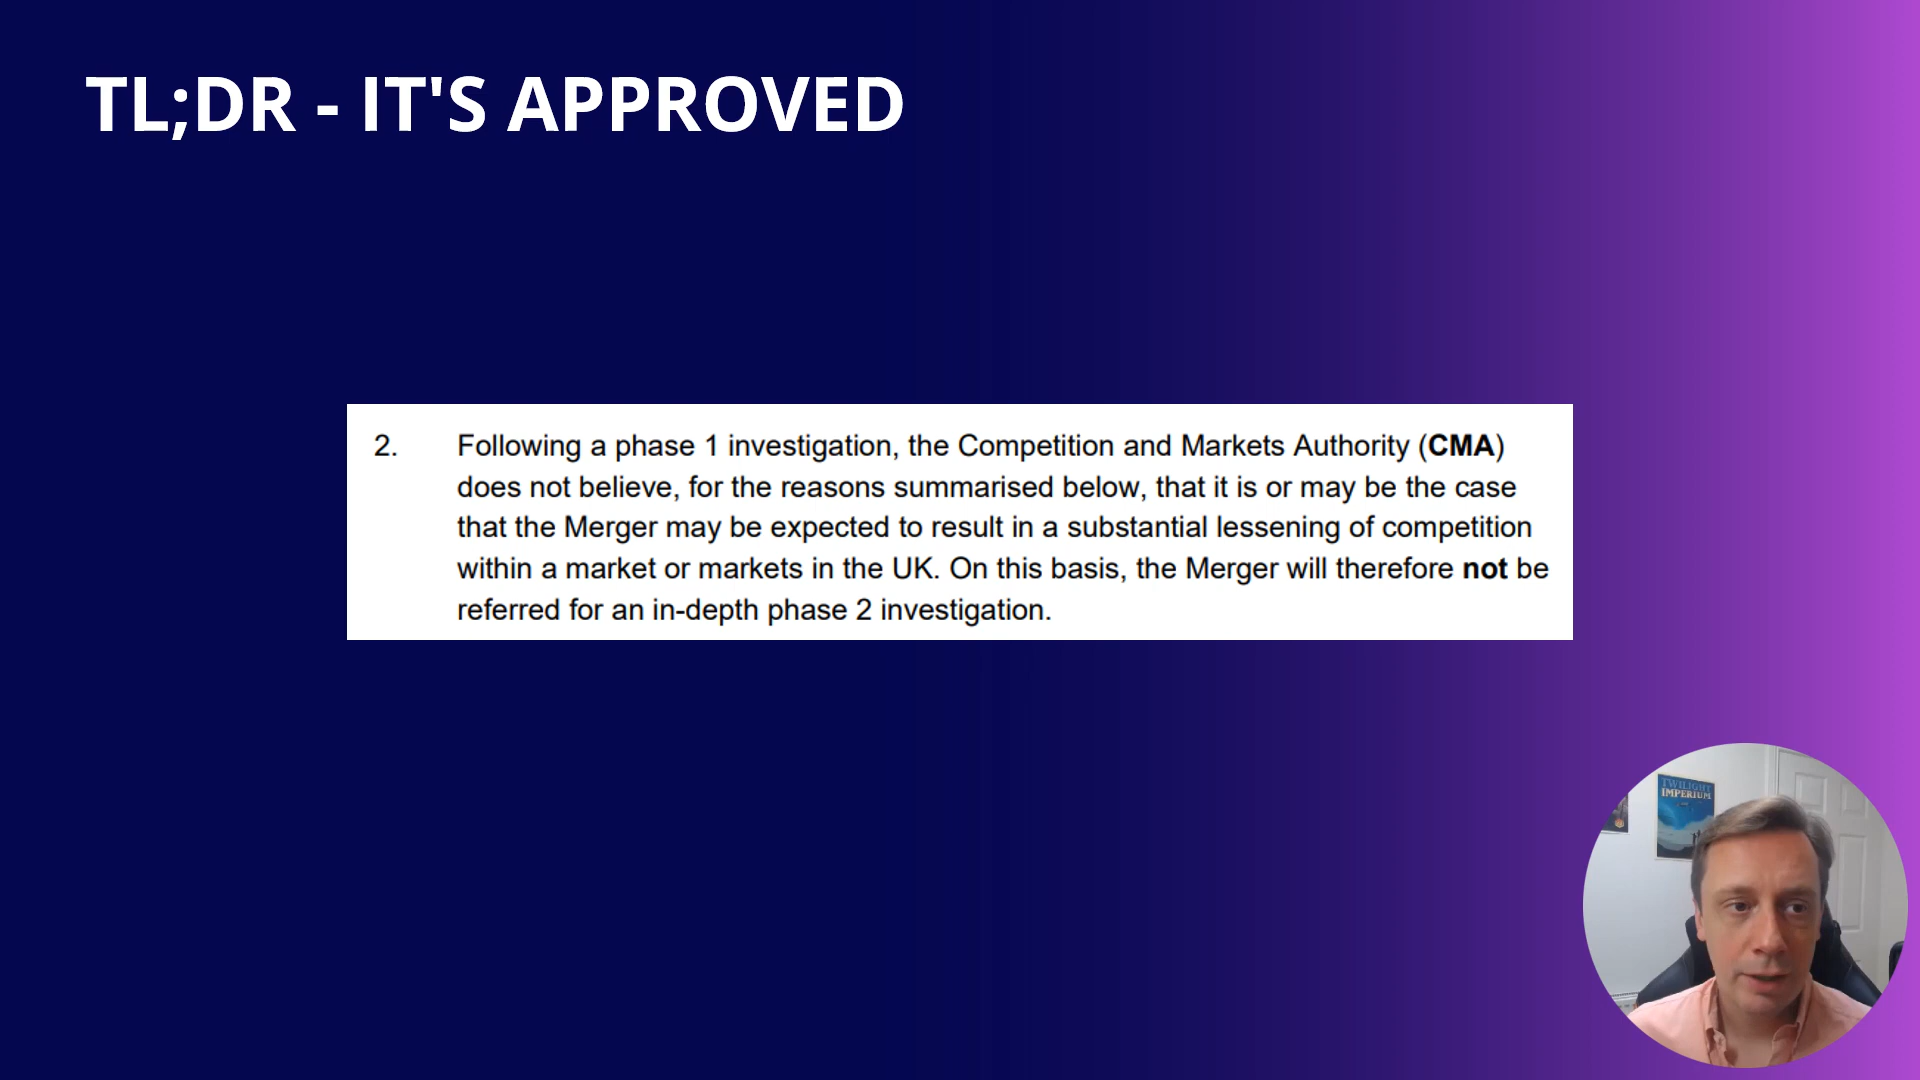 TL;DR - IT'S APPROVED
2. Following a phase 1 investigation, the Competition and Markets Authority (CMA)
does not believe, for the reasons summarised below, that it is or may be the case
that the Merger may be expected to result in a substantial lessening of competition
within a market or markets in the UK. On this basis, the Merger will therefore not be
referred for an in-depth phase 2 investigation.
TWILIGHT
IMPERIUM